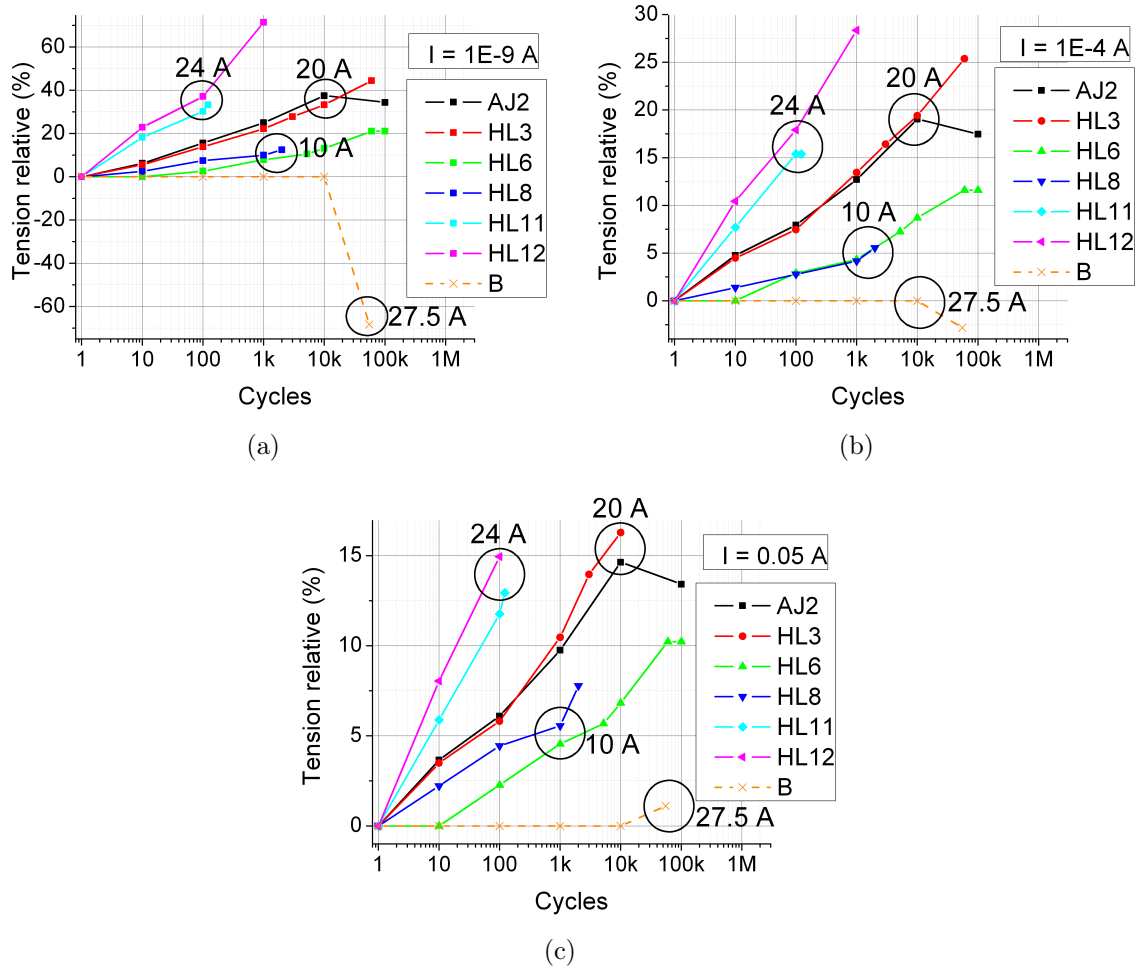 Tension relative (%)
60
40
20
0
-20
-40
-60
1
10
100
1k
10k
100k
1M
Cycles
24 A
20 A
10 A
27.5 A
I = 1E-9 A
AJ2
HL3
HL6
HL8
HL11
HL12
B
(a)
Tension relative (%)
30
25
20
15
10
5
0
1
10
100
1k
10k
100k
1M
Cycles
24 A
20 A
10 A
27.5 A
I = 1E-4 A
AJ2
HL3
HL6
HL8
HL11
HL12
B
(b)
Tension relative (%)
15
10
5
0
1
10
100
1k
10k
100k
1M
Cycles
24 A
20 A
10 A
27.5 A
I = 0.05 A
AJ2
HL3
HL6
HL8
HL11
HL12
B
(c)